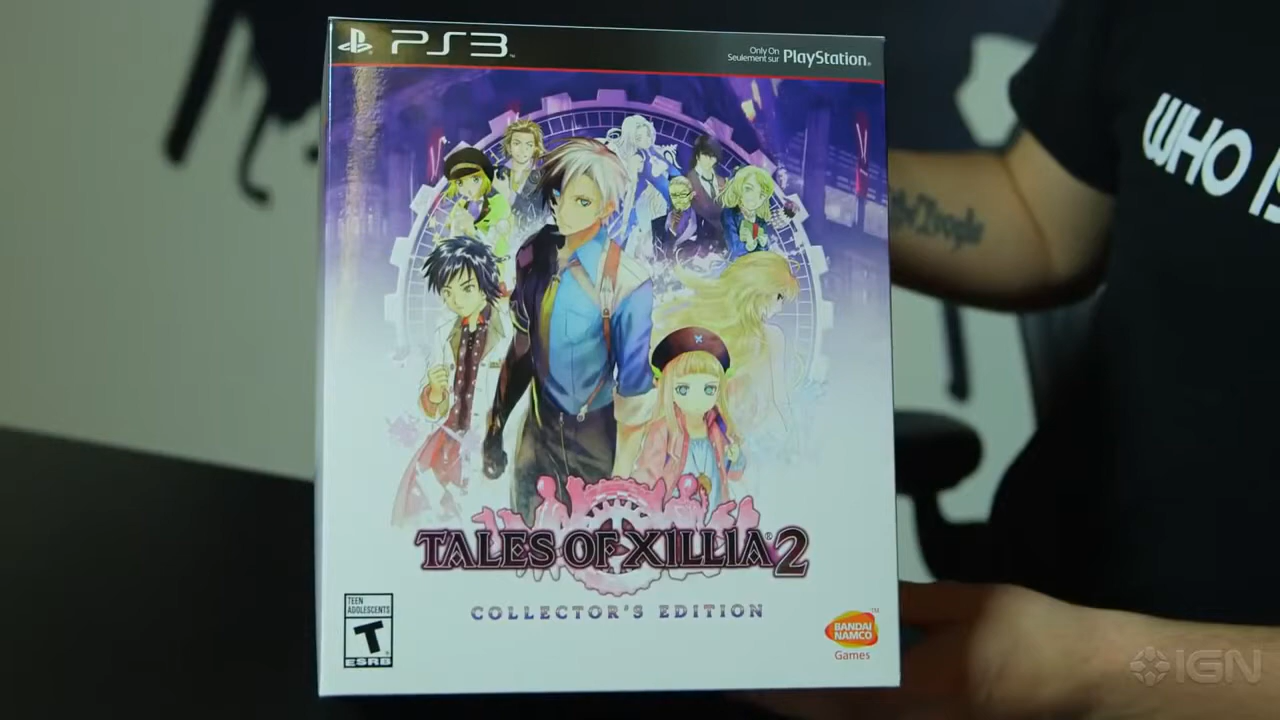 PS3
Only On
Seulement sur PlayStation
WHO
TALES OF XILLIA 2
COLLECTOR'S EDITION
TEEN
ADOLESCENTS
T
ESRB
BANDAI
NAMCO
Games
IGN